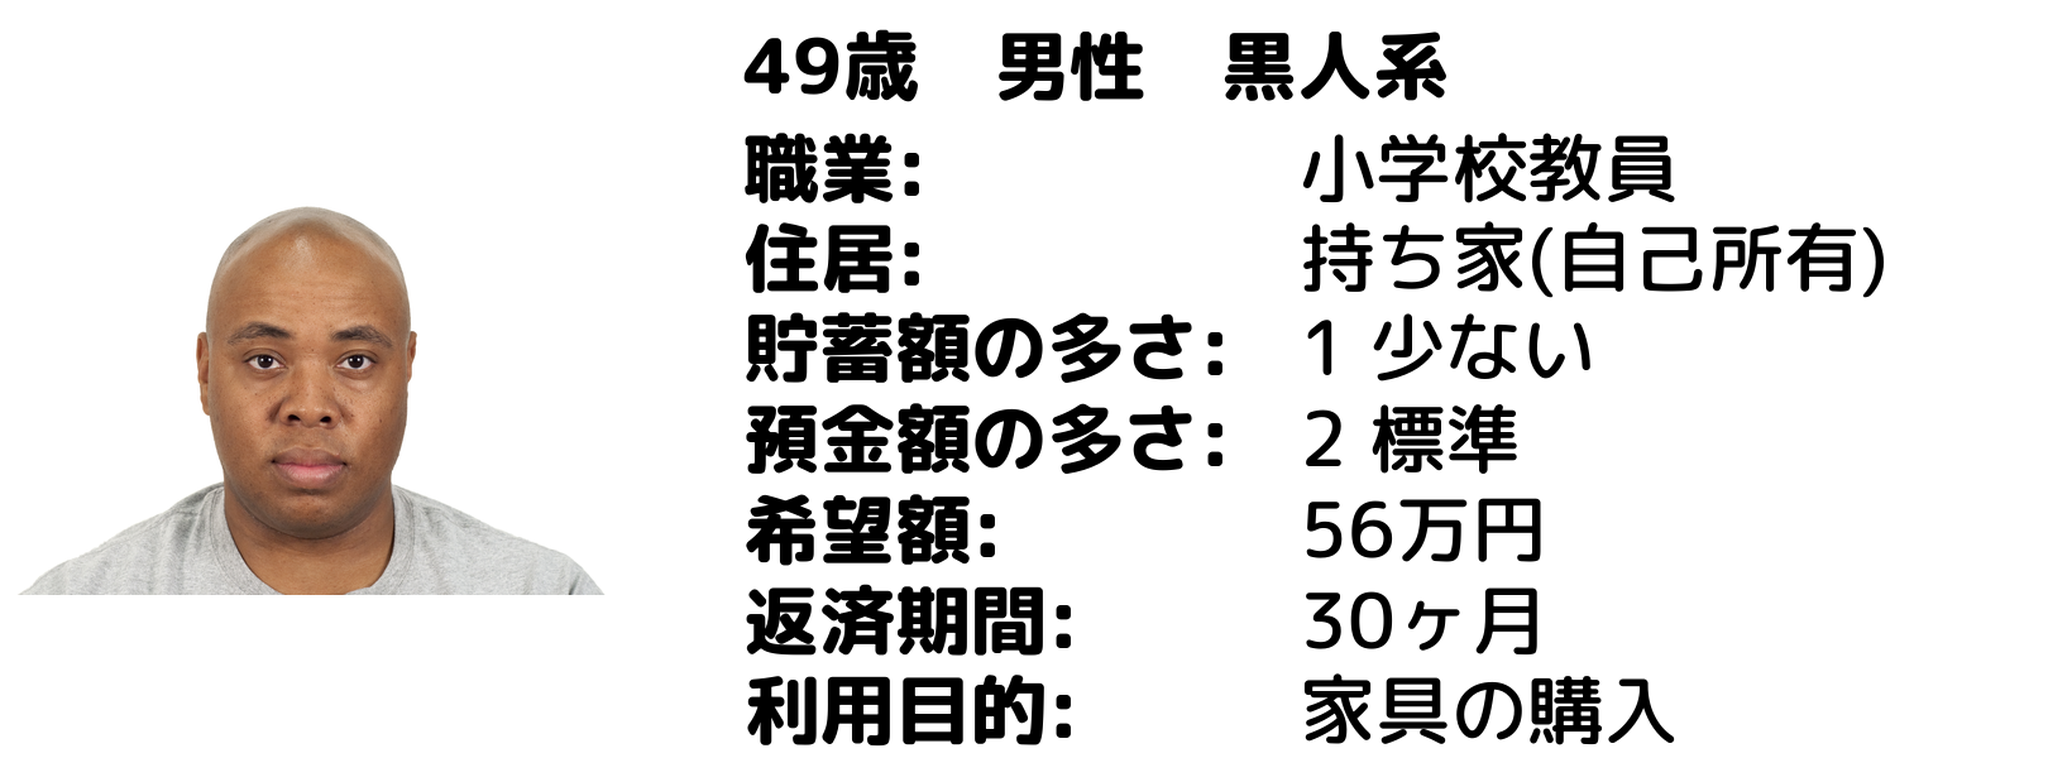 49歳　男性　黒人系
職業: 小学校教員
住居: 持ち家(自己所有)
貯蓄額の多さ: 1 少ない
預金額の多さ: 2 標準
希望額: 56万円
返済期間: 30ヶ月
利用目的: 家具の購入